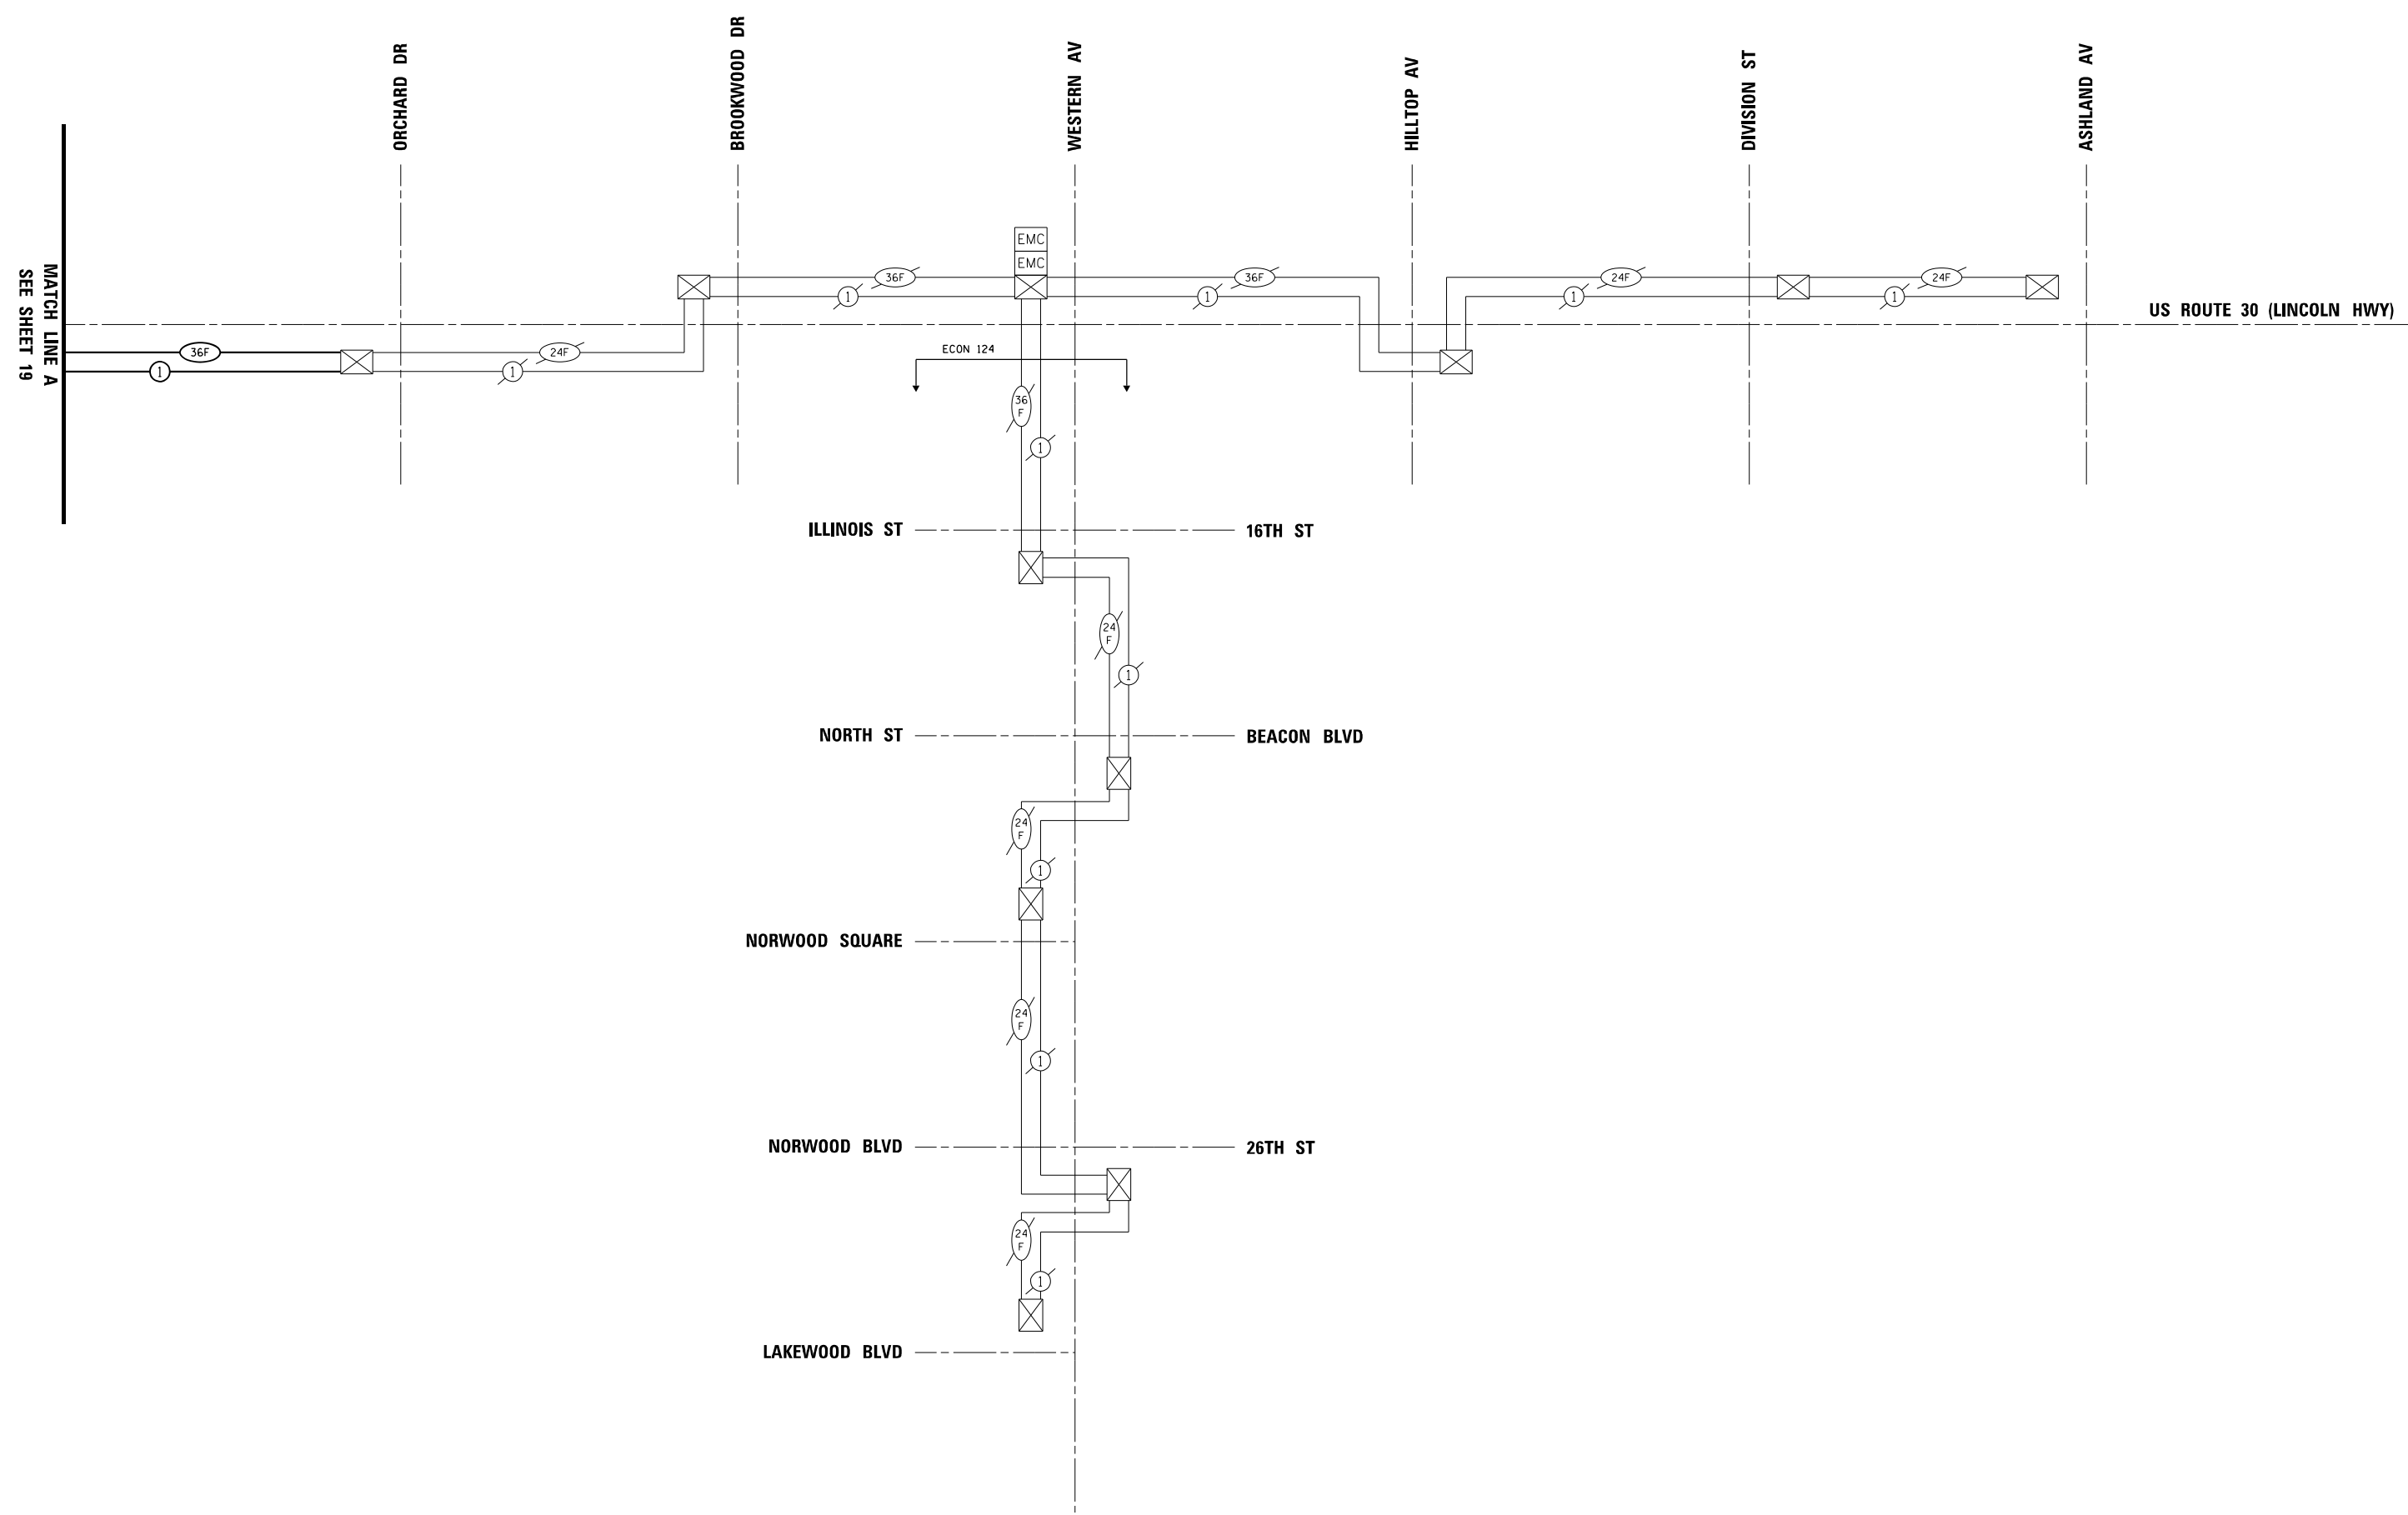 ORCHARD DR
BROOKWOOD DR
WESTERN AV
HILLTOP AV
DIVISION ST
ASHLAND AV
MATCH LINE A
SEE SHEET 19
EMC
EMC
36F
36F
24F
24F
1
1
1
1
US ROUTE 30 (LINCOLN HWY)
36F
24F
1
1
ECON 124
36
F
1
ILLINOIS ST
16TH ST
24
F
1
NORTH ST
BEACON BLVD
24
F
1
NORWOOD SQUARE
24
F
1
NORWOOD BLVD
26TH ST
24
F
1
LAKEWOOD BLVD